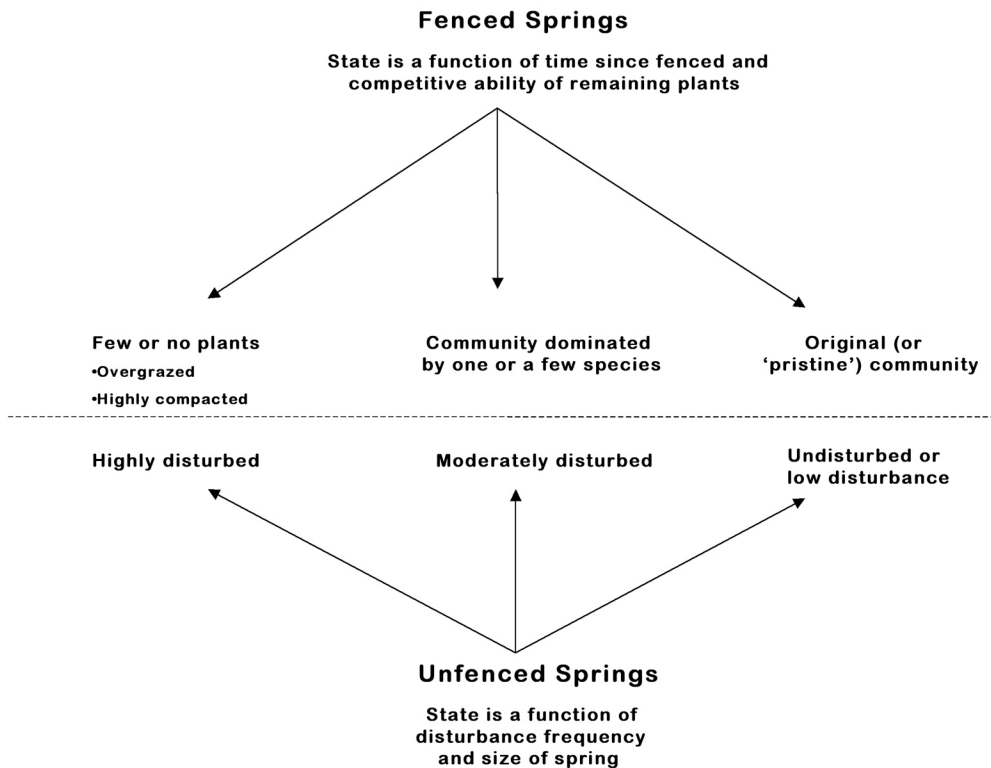 Fenced Springs
State is a function of time since fenced and
competitive ability of remaining plants
Few or no plants
•Overgrazed
•Highly compacted
Community dominated
by one or a few species
Original (or
‘pristine’) community
Highly disturbed
Moderately disturbed
Undisturbed or
low disturbance
Unfenced Springs
State is a function of
disturbance frequency
and size of spring